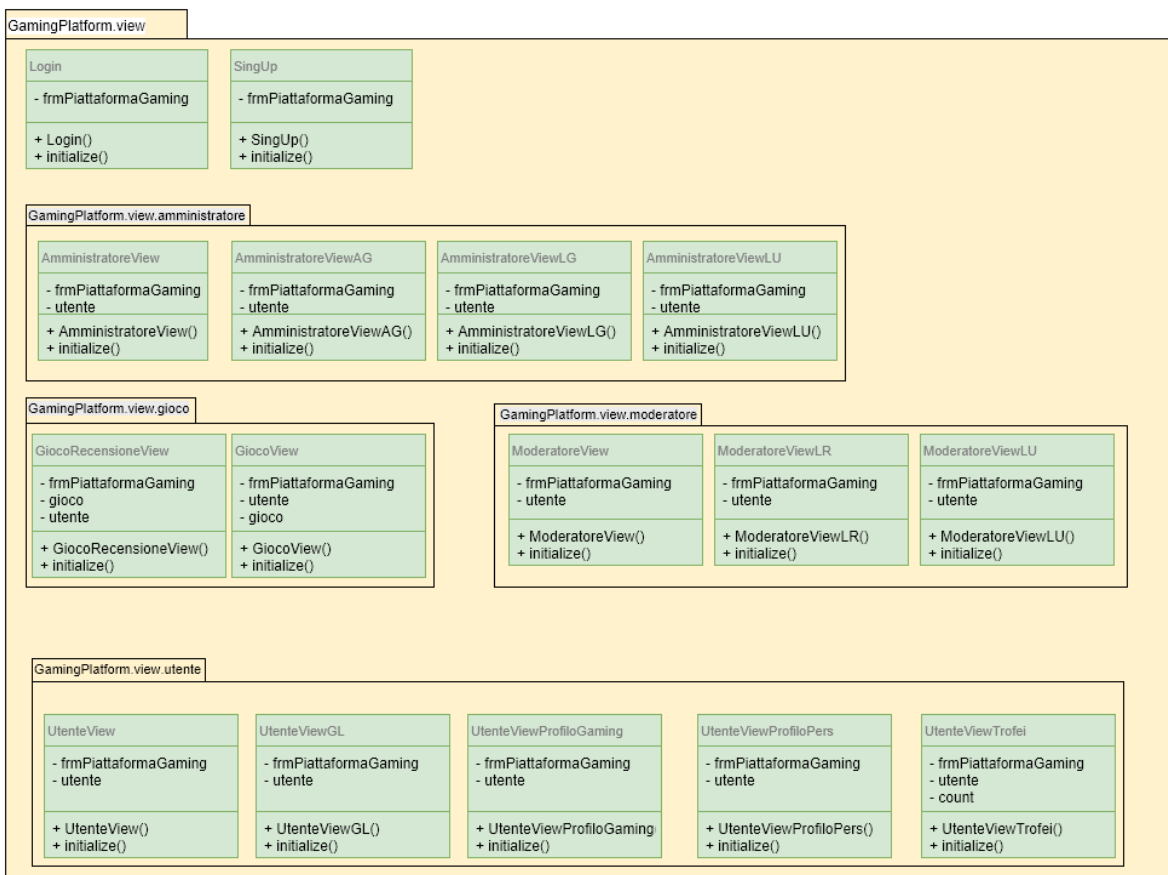 GamingPlatform.view
Login
- frmPiattaformaGaming
+ Login()
+ initialize()
SingUp
- frmPiattaformaGaming
+ SingUp()
+ initialize()
GamingPlatform.view.amministratore
AmministratoreView
- frmPiattaformaGaming
- utente
+ AmministratoreView()
+ initialize()
AmministratoreViewAG
- frmPiattaformaGaming
- utente
+ AmministratoreViewAG()
+ initialize()
AmministratoreViewLG
- frmPiattaformaGaming
- utente
+ AmministratoreViewLG()
+ initialize()
AmministratoreViewLU
- frmPiattaformaGaming
- utente
+ AmministratoreViewLU()
+ initialize()
GamingPlatform.view.gioco
GiocoRecensioneView
- frmPiattaformaGaming
- gioco
- utente
+ GiocoRecensioneView()
+ initialize()
GiocoView
- frmPiattaformaGaming
- utente
- gioco
+ GiocoView()
+ initialize()
GamingPlatform.view.moderatore
ModeratoreView
- frmPiattaformaGaming
- utente
+ ModeratoreView()
+ initialize()
ModeratoreViewLR
- frmPiattaformaGaming
- utente
+ ModeratoreViewLR()
+ initialize()
ModeratoreViewLU
- frmPiattaformaGaming
- utente
+ ModeratoreViewLU()
+ initialize()
GamingPlatform.view.utente
UtenteView
- frmPiattaformaGaming
- utente
+ UtenteView()
+ initialize()
UtenteViewGL
- frmPiattaformaGaming
- utente
+ UtenteViewGL()
+ initialize()
UtenteViewProfiloGaming
- frmPiattaformaGaming
- utente
+ UtenteViewProfiloGaming(
+ initialize()
UtenteViewProfiloPers
- frmPiattaformaGaming
- utente
+ UtenteViewProfiloPers()
+ initialize()
UtenteViewTrofei
- frmPiattaformaGaming
- utente
- count
+ UtenteViewTrofei()
+ initialize()